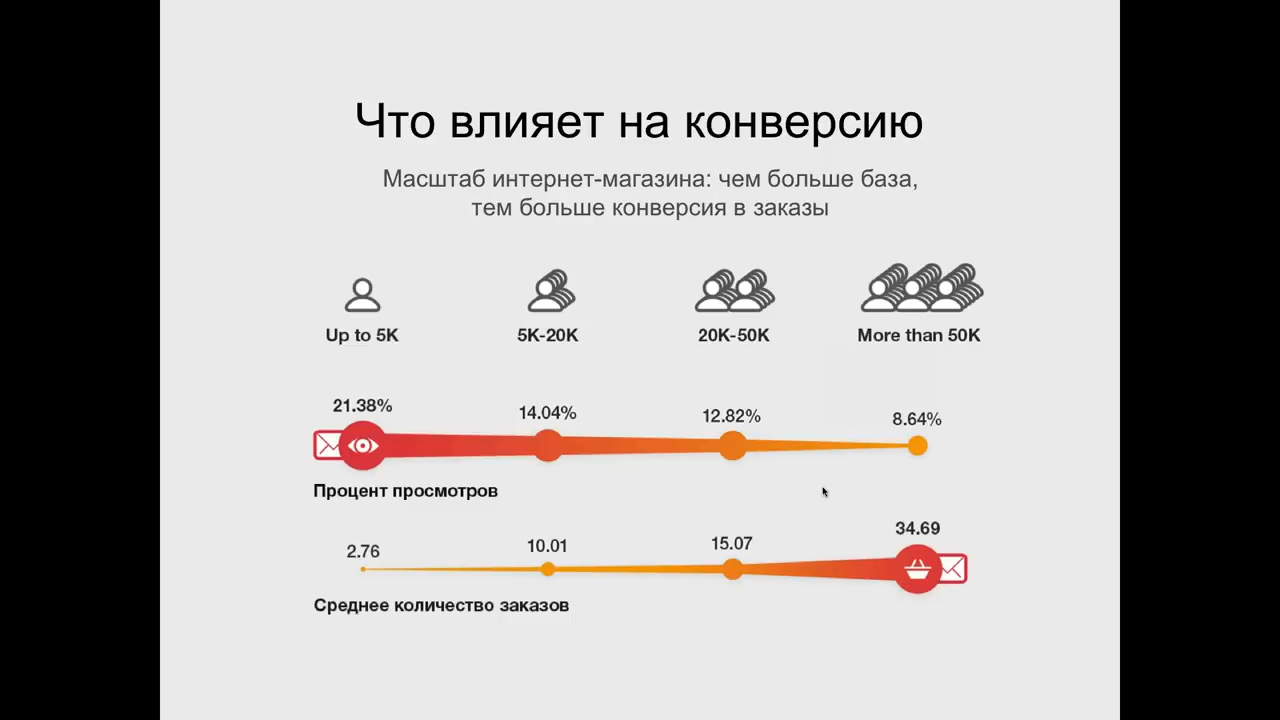 Что влияет на конверсию
Масштаб интернет-магазина: чем больше база,
тем больше конверсия в заказы
Up to 5K 5K-20K 20K-50K More than 50K
21.38% 14.04% 12.82% 8.64%
Процент просмотров
2.76 10.01 15.07 34.69
Среднее количество заказов